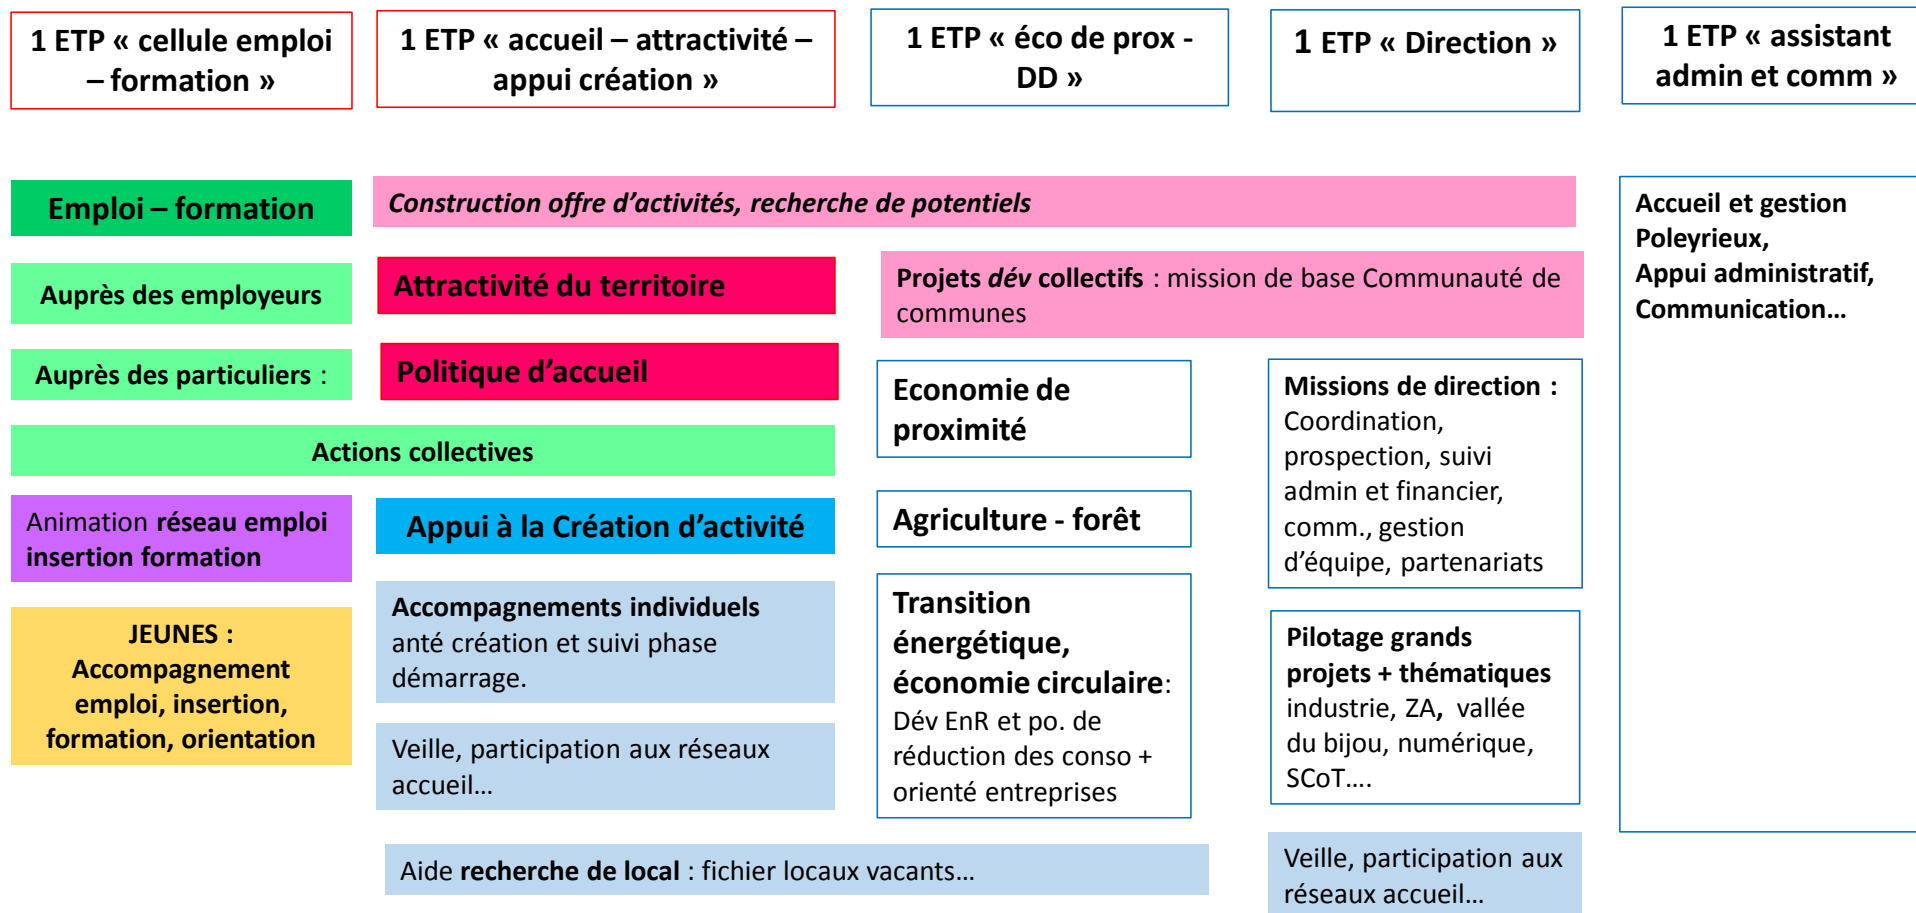 1 ETP « cellule emploi
– formation »
1 ETP « accueil – attractivité –
appui création »
1 ETP « éco de prox -
DD »
1 ETP « Direction »
1 ETP « assistant
admin et comm »
Emploi – formation
Construction offre d’activités, recherche de potentiels
Accueil et gestion
Poleyrieux,
Appui administratif,
Communication…
Auprès des employeurs
Attractivité du territoire
Projets dév collectifs : mission de base Communauté de
communes
Auprès des particuliers :
Politique d’accueil
Economie de
proximité
Missions de direction :
Coordination,
prospection, suivi
admin et financier,
comm., gestion
d’équipe, partenariats
Actions collectives
Animation réseau emploi
insertion formation
Appui à la Création d’activité
Agriculture - forêt
JEUNES :
Accompagnement
emploi, insertion,
formation, orientation
Accompagnements individuels
anté création et suivi phase
démarrage.
Transition
énergétique,
économie circulaire:
Dév EnR et po. de
réduction des conso +
orienté entreprises
Pilotage grands
projets + thématiques
industrie, ZA, vallée
du bijou, numérique,
SCoT….
Veille, participation aux réseaux
accueil…
Aide recherche de local : fichier locaux vacants…
Veille, participation aux
réseaux accueil…